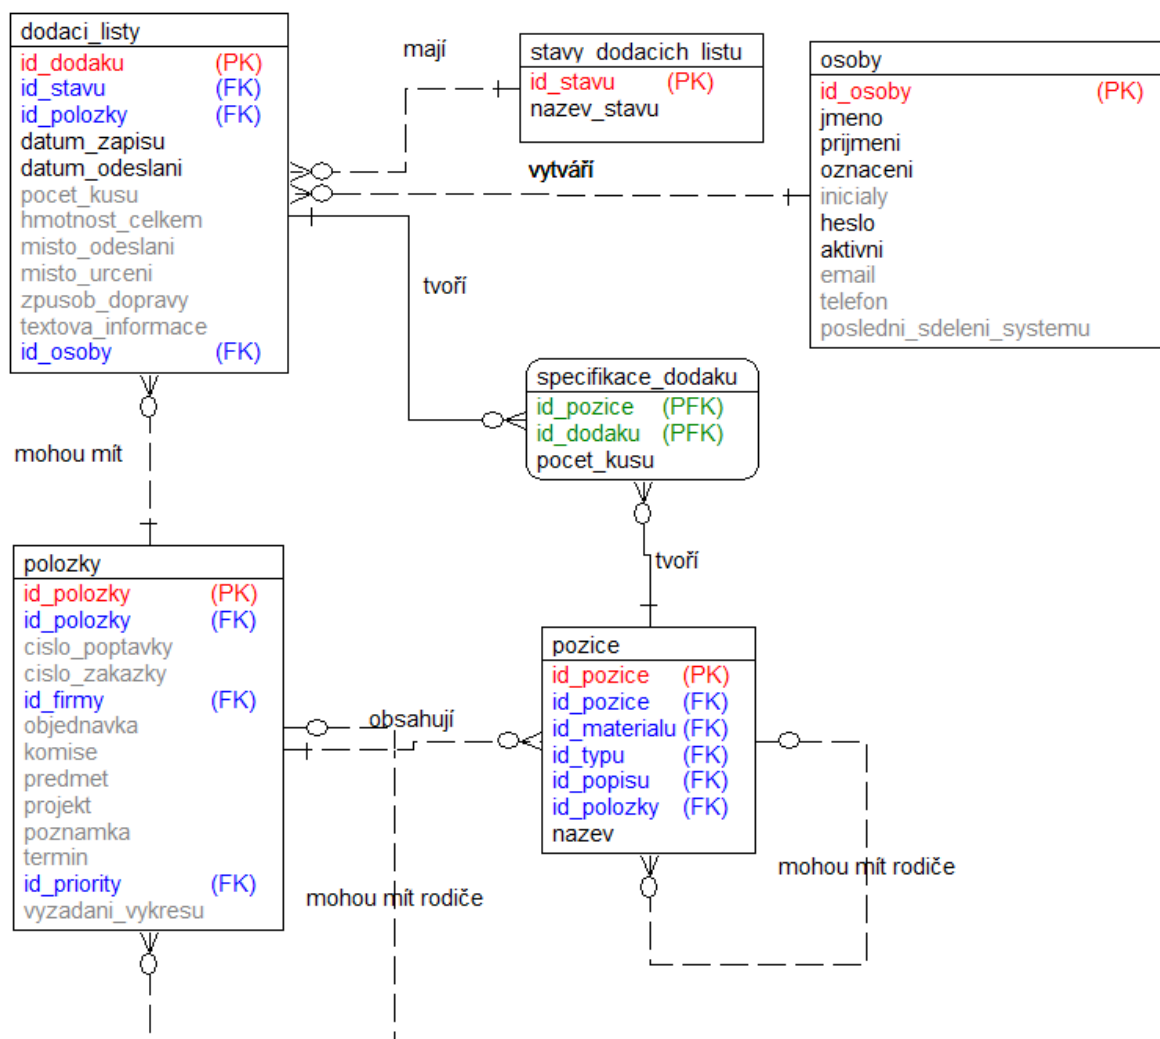 dodaci_listy
id_dodaku (PK)
id_stavu (FK)
id_polozky (FK)
datum_zapisu
datum_odeslani
pocet_kusu
hmotnost_celkem
misto_odeslani
misto_urceni
zpusob_dopravy
textova_informace
id_osoby (FK)
mají
stavy_dodacich_listu
id_stavu (PK)
nazev_stavu
vytváří
osoby
id_osoby (PK)
jmeno
prijmeni
oznaceni
inicialy
heslo
aktivni
email
telefon
posledni_sdeleni_systemu
tvoří
specifikace_dodaku
id_pozice (PFK)
id_dodaku (PFK)
pocet_kusu
mohou mít
tvoří
polozky
id_polozky (PK)
id_polozky (FK)
cislo_poptavky
cislo_zakazky
id_firmy (FK)
objednavka
komise
predmet
projekt
poznamka
termin
id_priority (FK)
vyzadani_vykresu
obsahují
mohou mít rodiče
pozice
id_pozice (PK)
id_pozice (FK)
id_materialu (FK)
id_typu (FK)
id_popisu (FK)
id_polozky (FK)
nazev
mohou mít rodiče